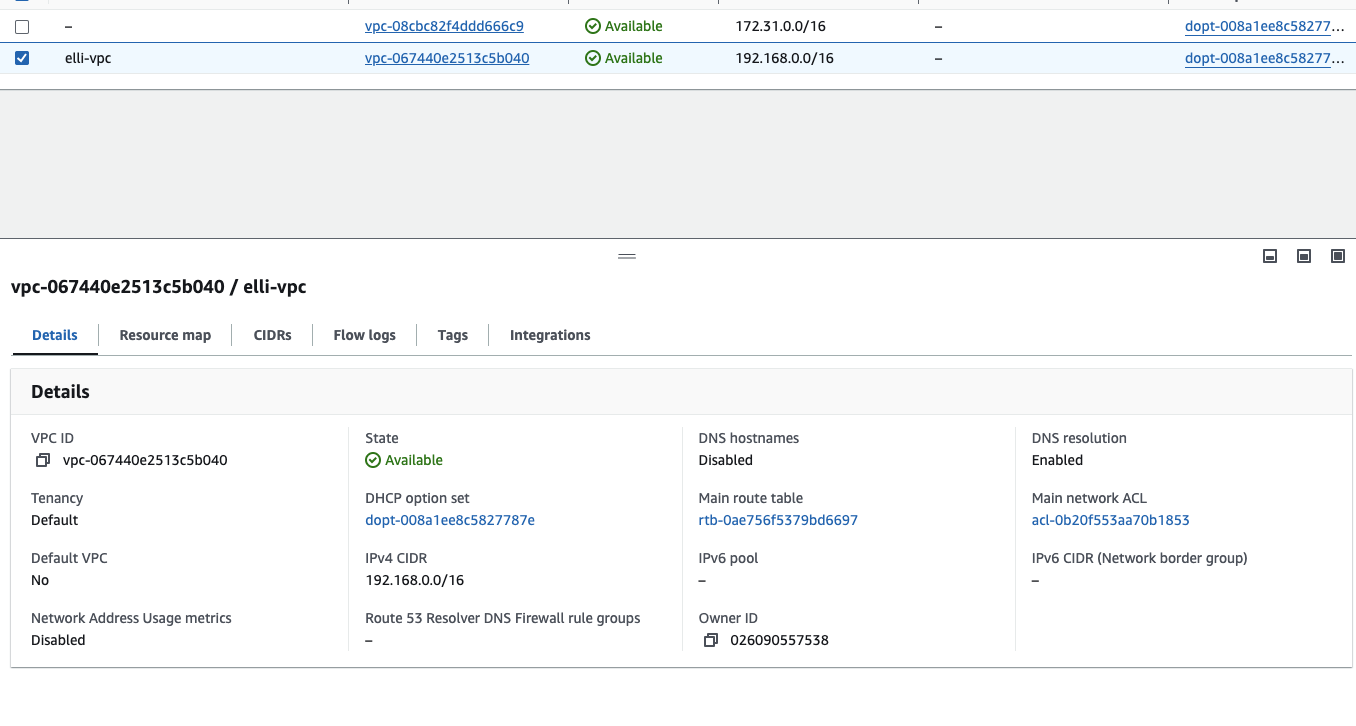 – vpc-08cbc82f4ddd666c9 Available 172.31.0.0/16 – dopt-008a1ee8c58277...
elli-vpc vpc-067440e2513c5b040 Available 192.168.0.0/16 – dopt-008a1ee8c58277...
vpc-067440e2513c5b040 / elli-vpc
Details Resource map CIDRs Flow logs Tags Integrations
Details
VPC ID State DNS hostnames DNS resolution
vpc-067440e2513c5b040 Available Disabled Enabled
Tenancy DHCP option set Main route table Main network ACL
Default dopt-008a1ee8c5827787e rtb-0ae756f5379bd6697 acl-0b20f553aa70b1853
Default VPC IPv4 CIDR IPv6 pool IPv6 CIDR (Network border group)
No 192.168.0.0/16 – –
Network Address Usage metrics Route 53 Resolver DNS Firewall rule groups Owner ID
Disabled – 026090557538